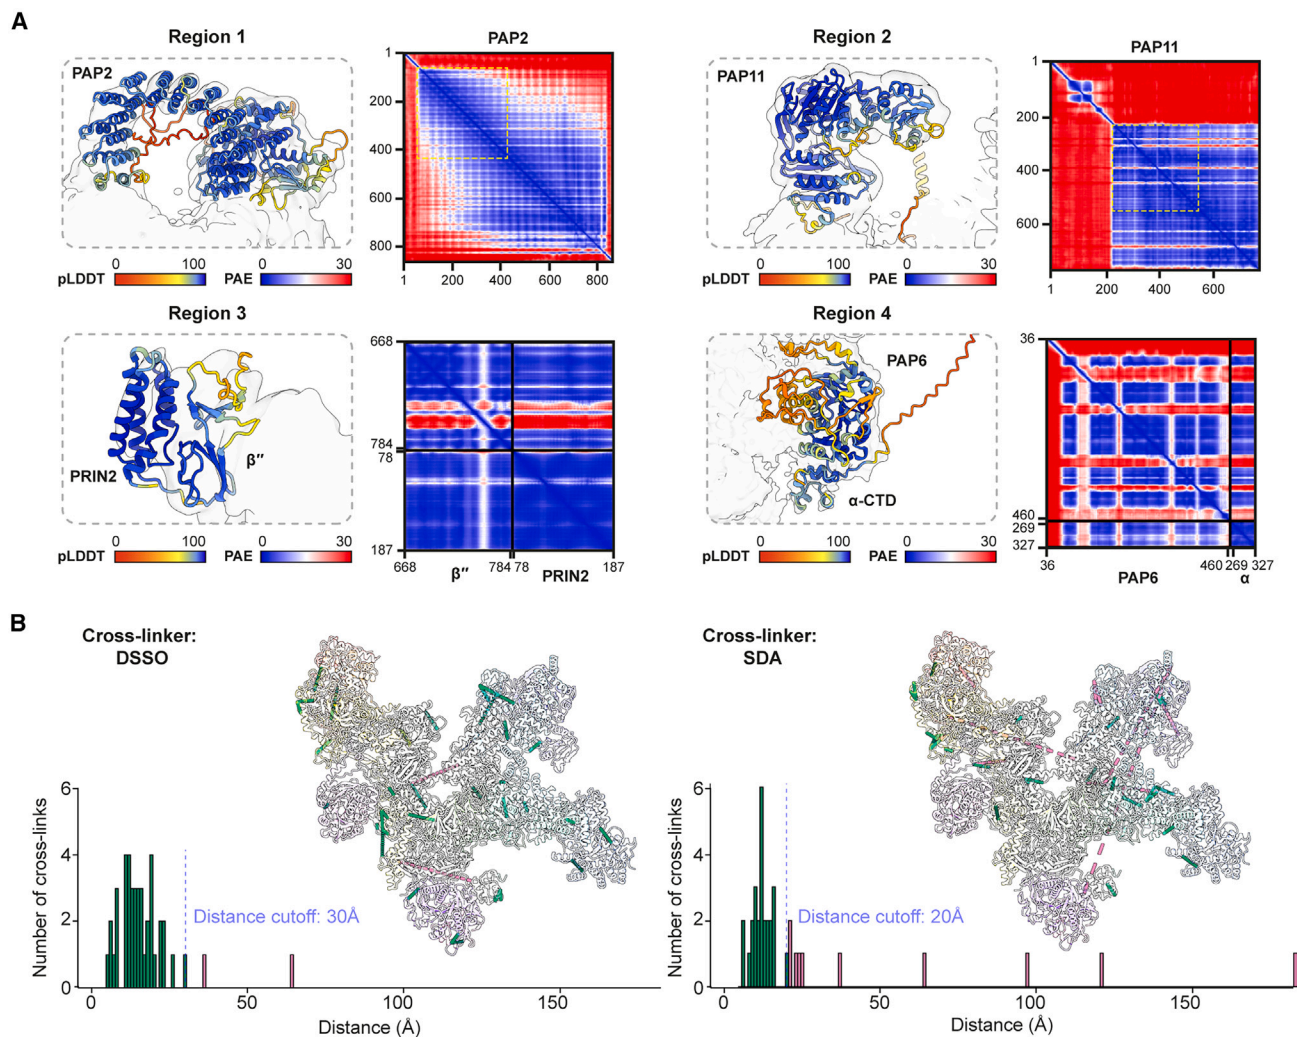 A
Region 1
PAP2
PAP2
1
200
400
600
800
1
200
400
600
800
0
100
pLDDT
0
30
PAE
Region 2
PAP11
PAP11
1
200
400
600
1
200
400
600
0
100
pLDDT
0
30
PAE
Region 3
PRIN2
β″
668
784
78
187
668
784
78
187
β″
PRIN2
0
100
pLDDT
0
30
PAE
Region 4
PAP6
α-CTD
36
460
269
327
36
460
269
327
PAP6
α
0
100
pLDDT
0
30
PAE
B
Cross-linker:
DSSO
Number of cross-links
6
4
2
0
Distance cutoff: 30Å
0
50
100
150
Distance (Å)
Cross-linker:
SDA
Number of cross-links
6
4
2
0
Distance cutoff: 20Å
0
50
100
150
Distance (Å)